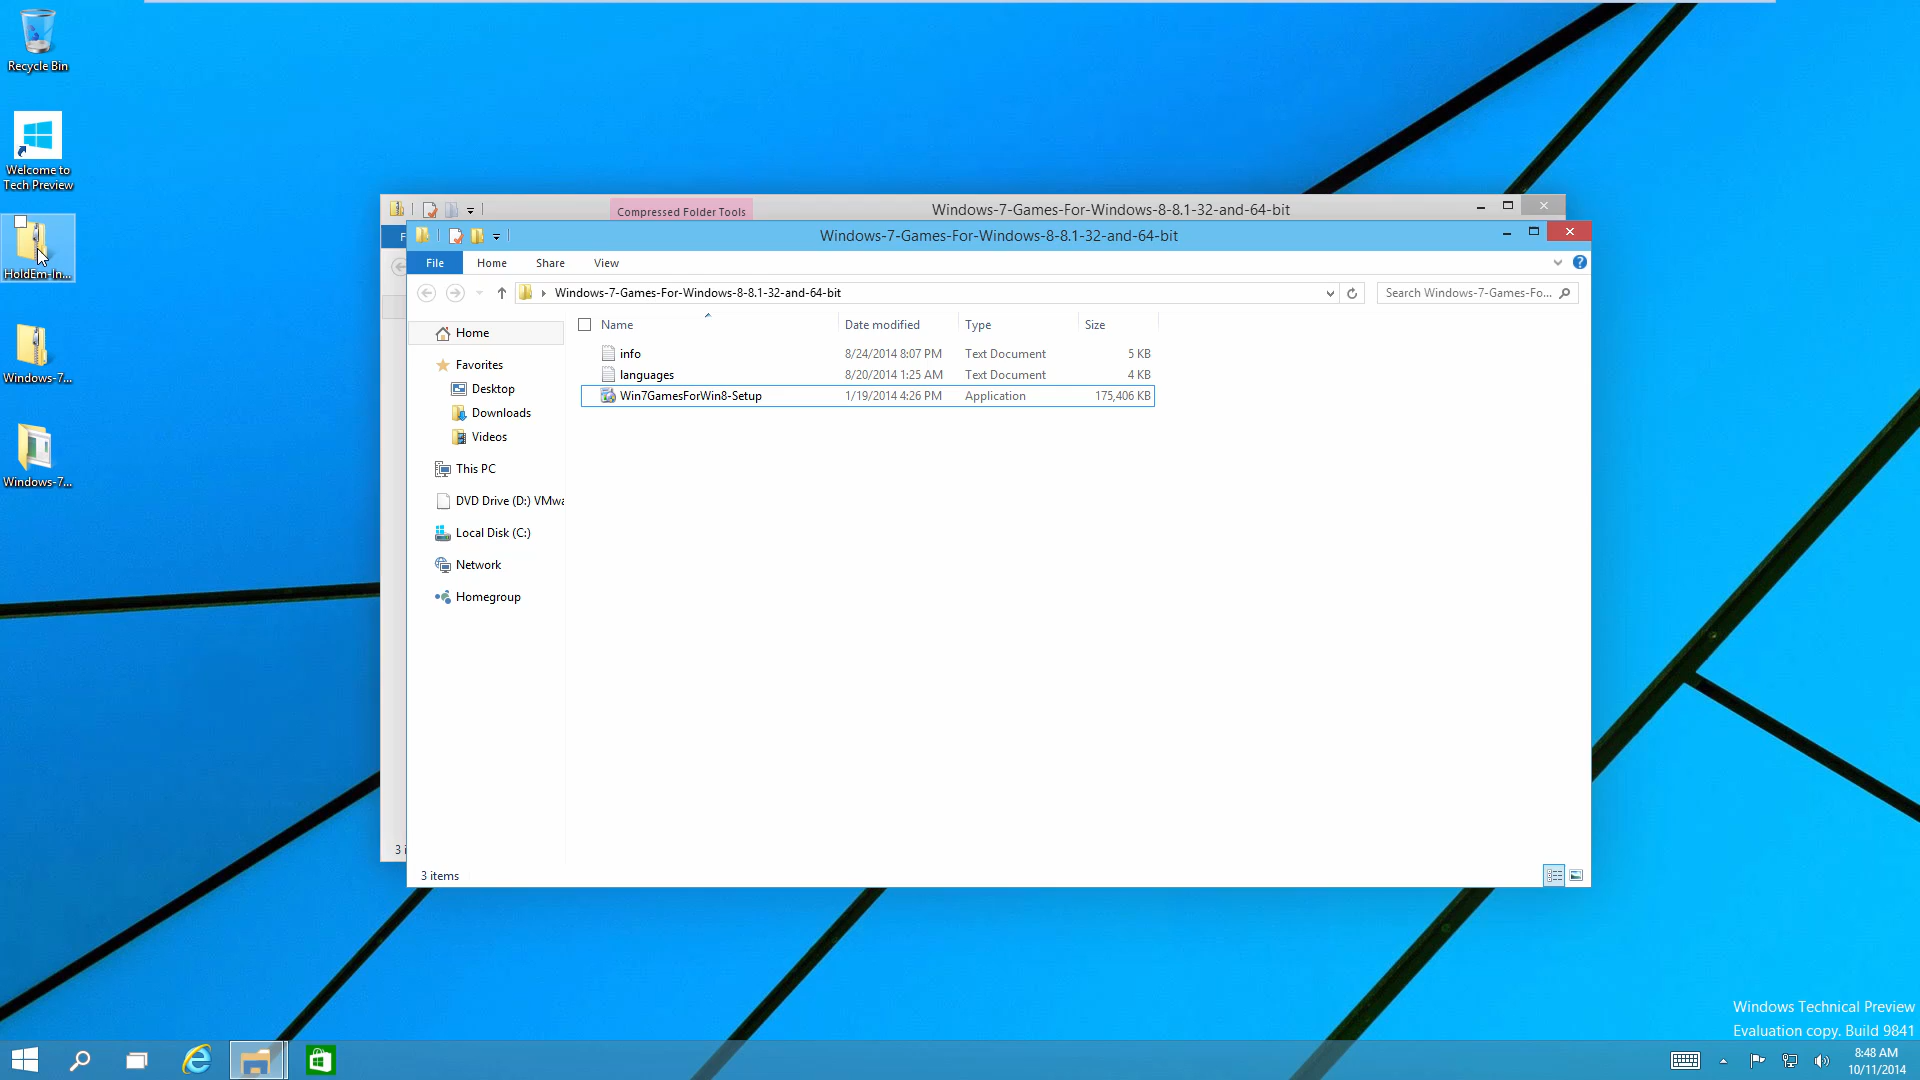 Recycle Bin
Welcome to
Tech Preview
HoldEm-In...
Windows-7...
Windows-7...
Compressed Folder Tools
Windows-7-Games-For-Windows-8-8.1-32-and-64-bit
F
3 i
Windows-7-Games-For-Windows-8-8.1-32-and-64-bit
File Home Share View
Windows-7-Games-For-Windows-8-8.1-32-and-64-bit
Search Windows-7-Games-Fo...
Home
Favorites
Desktop
Downloads
Videos
This PC
DVD Drive (D:) VMwa
Local Disk (C:)
Network
Homegroup
Name Date modified Type Size
info 8/24/2014 8:07 PM Text Document 5 KB
languages 8/20/2014 1:25 AM Text Document 4 KB
Win7GamesForWin8-Setup 1/19/2014 4:26 PM Application 175,406 KB
3 items
Windows Technical Preview
Evaluation copy. Build 9841
8:48 AM
10/11/2014